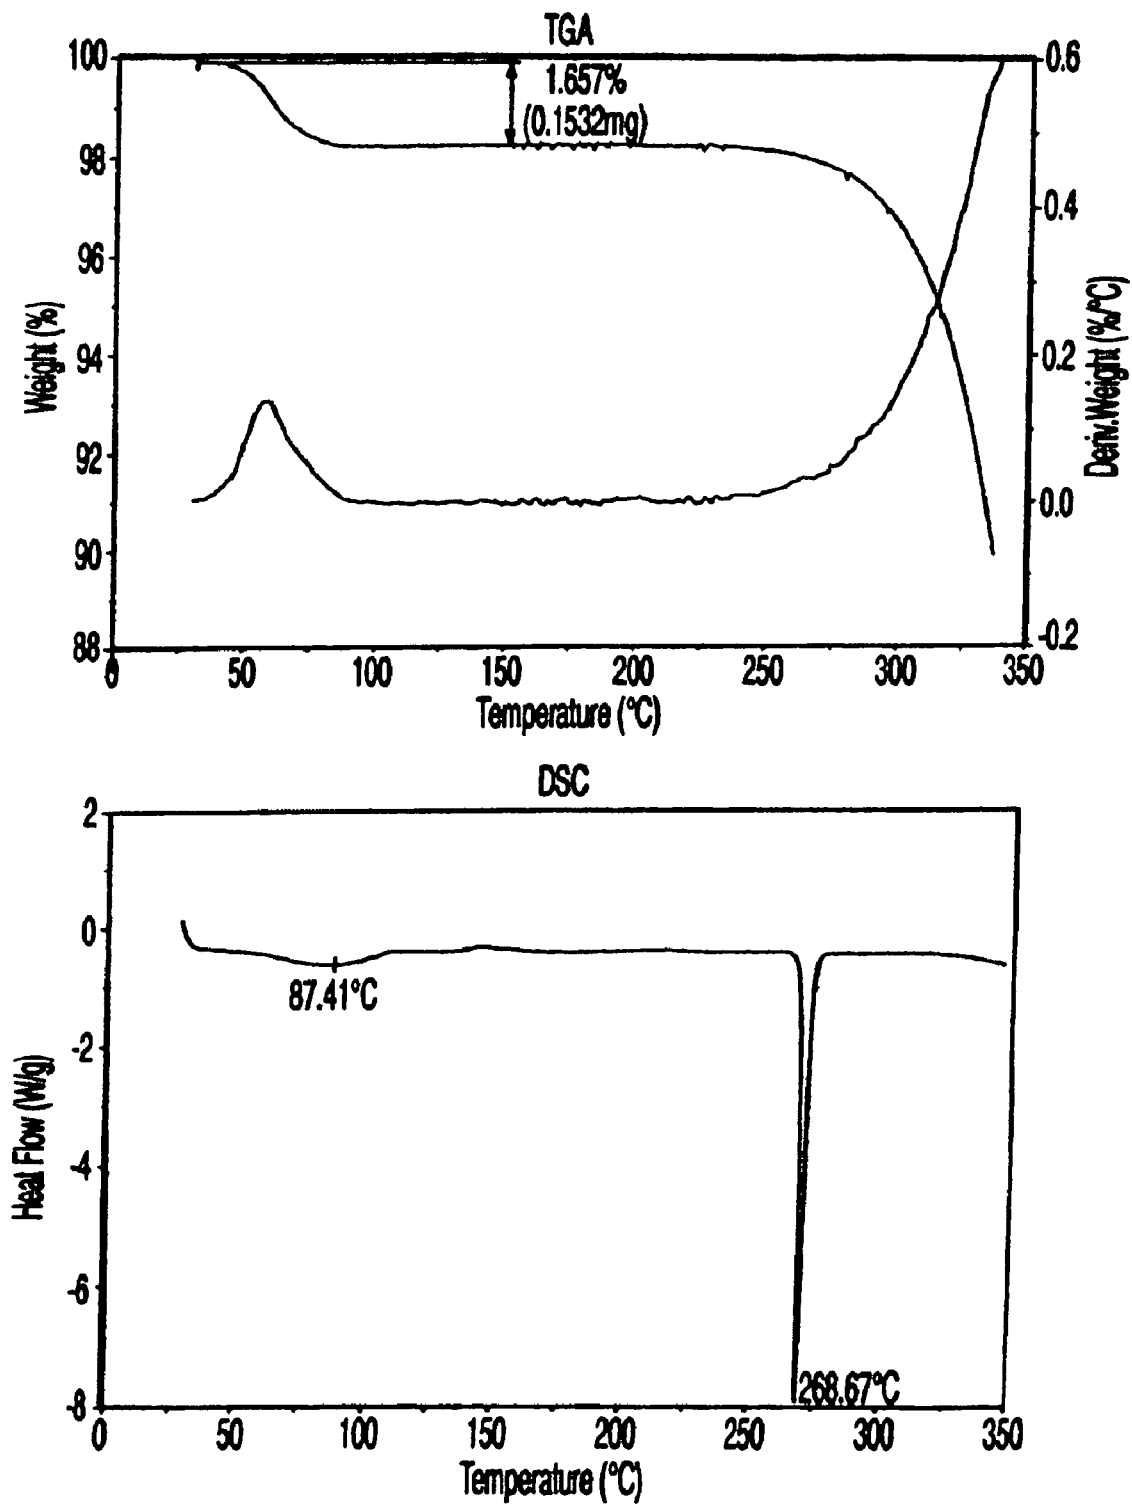 TGA
100
98
96
94
92
90
88
Weight (%)
1.657%
(0.1532mg)
0.6
0.4
0.2
0.0
-0.2
Deriv.Weight (%/°C)
0 50 100 150 200 250 300 350
Temperature (°C)
DSC
2
0
-2
-4
-6
-8
Heat Flow (W/g)
87.41°C
268.67°C
0 50 100 150 200 250 300 350
Temperature (°C)